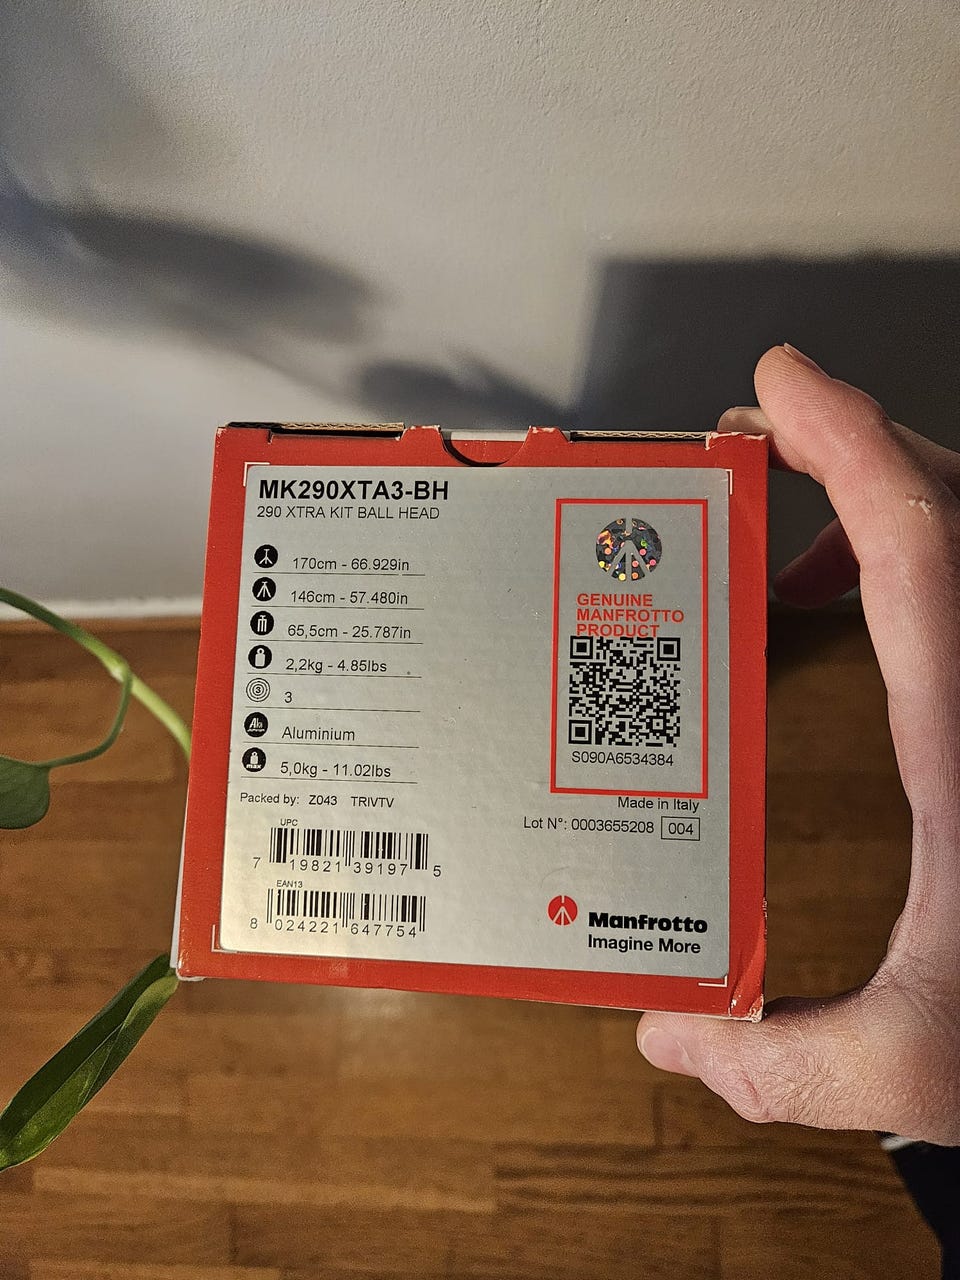 MK290XTA3-BH
290 XTRA KIT BALL HEAD
170cm - 66.929in
146cm - 57.480in
65,5cm - 25.787in
2,2kg - 4.85lbs
3
3
Aluminium
max
5,0kg - 11.02lbs
Packed by: Z043 TRIVTV
UPC
7 19821 39197 5
EAN13
8 024221 647754
GENUINE
MANFROTTO
PRODUCT
S090A6534384
Made in Italy
Lot N°: 0003655208 004
Manfrotto
Imagine More